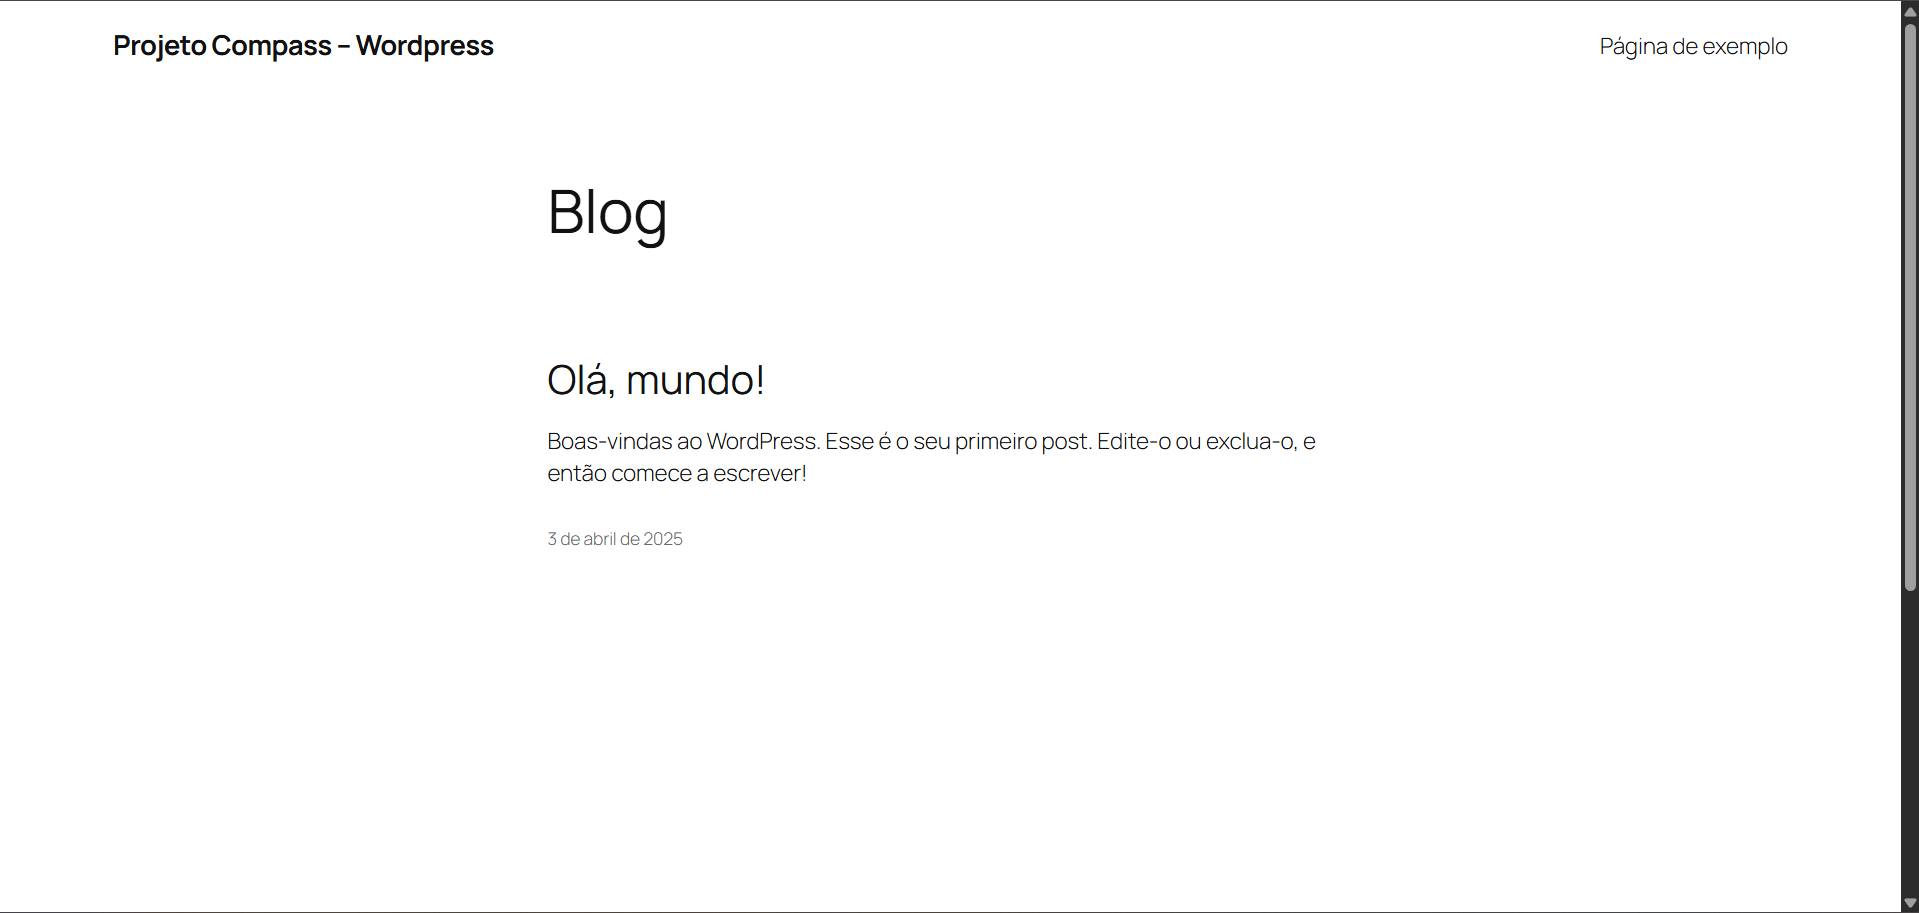 Projeto Compass – Wordpress
Página de exemplo
Blog
Olá, mundo!
Boas-vindas ao WordPress. Esse é o seu primeiro post. Edite-o ou exclua-o, e
então comece a escrever!
3 de abril de 2025